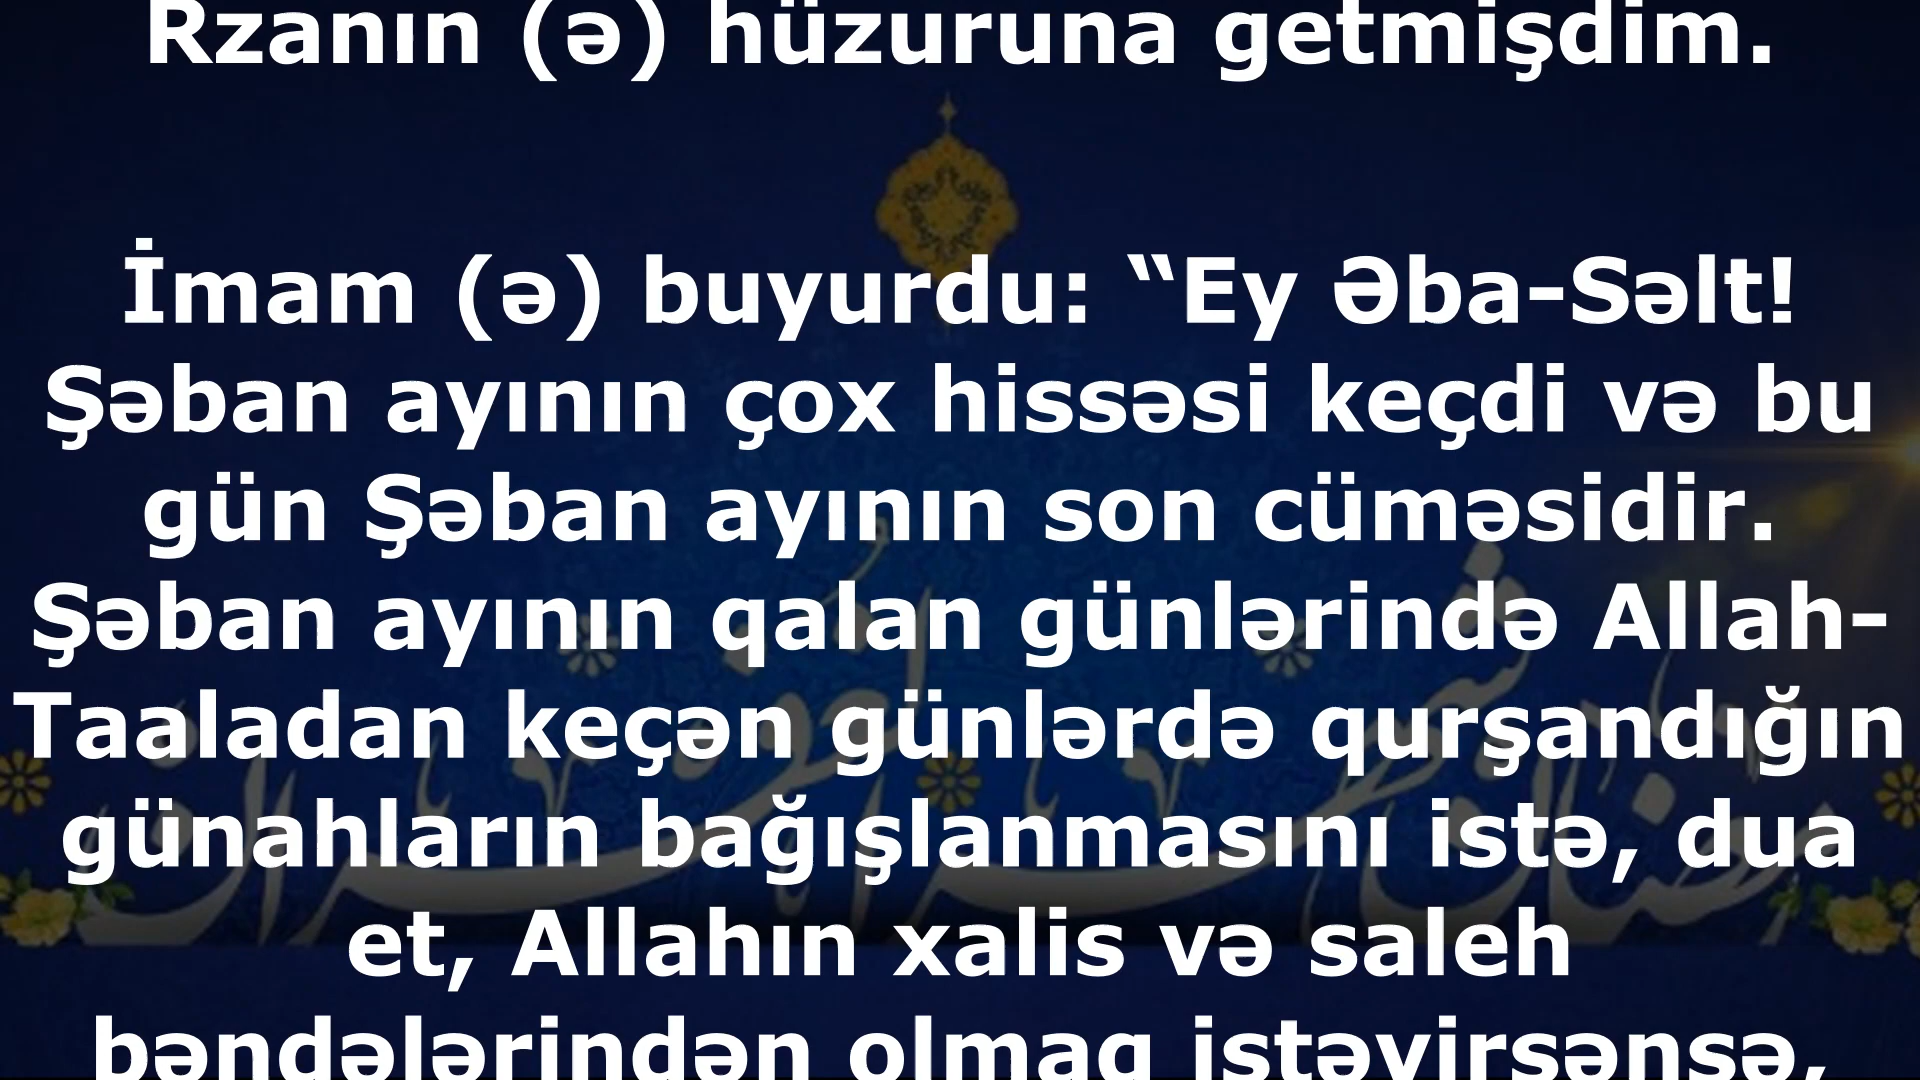 Rzanın (ə) hüzuruna getmişdim.
İmam (ə) buyurdu: “Ey Əba-Səlt!
Şəban ayının çox hissəsi keçdi və bu
gün Şəban ayının son cüməsidir.
Şəban ayının qalan günlərində Allah-
Taaladan keçən günlərdə qurşandığın
günahların bağışlanmasını istə, dua
et, Allahın xalis və saleh
bəndələrindən olmaq istəyirsənsə,